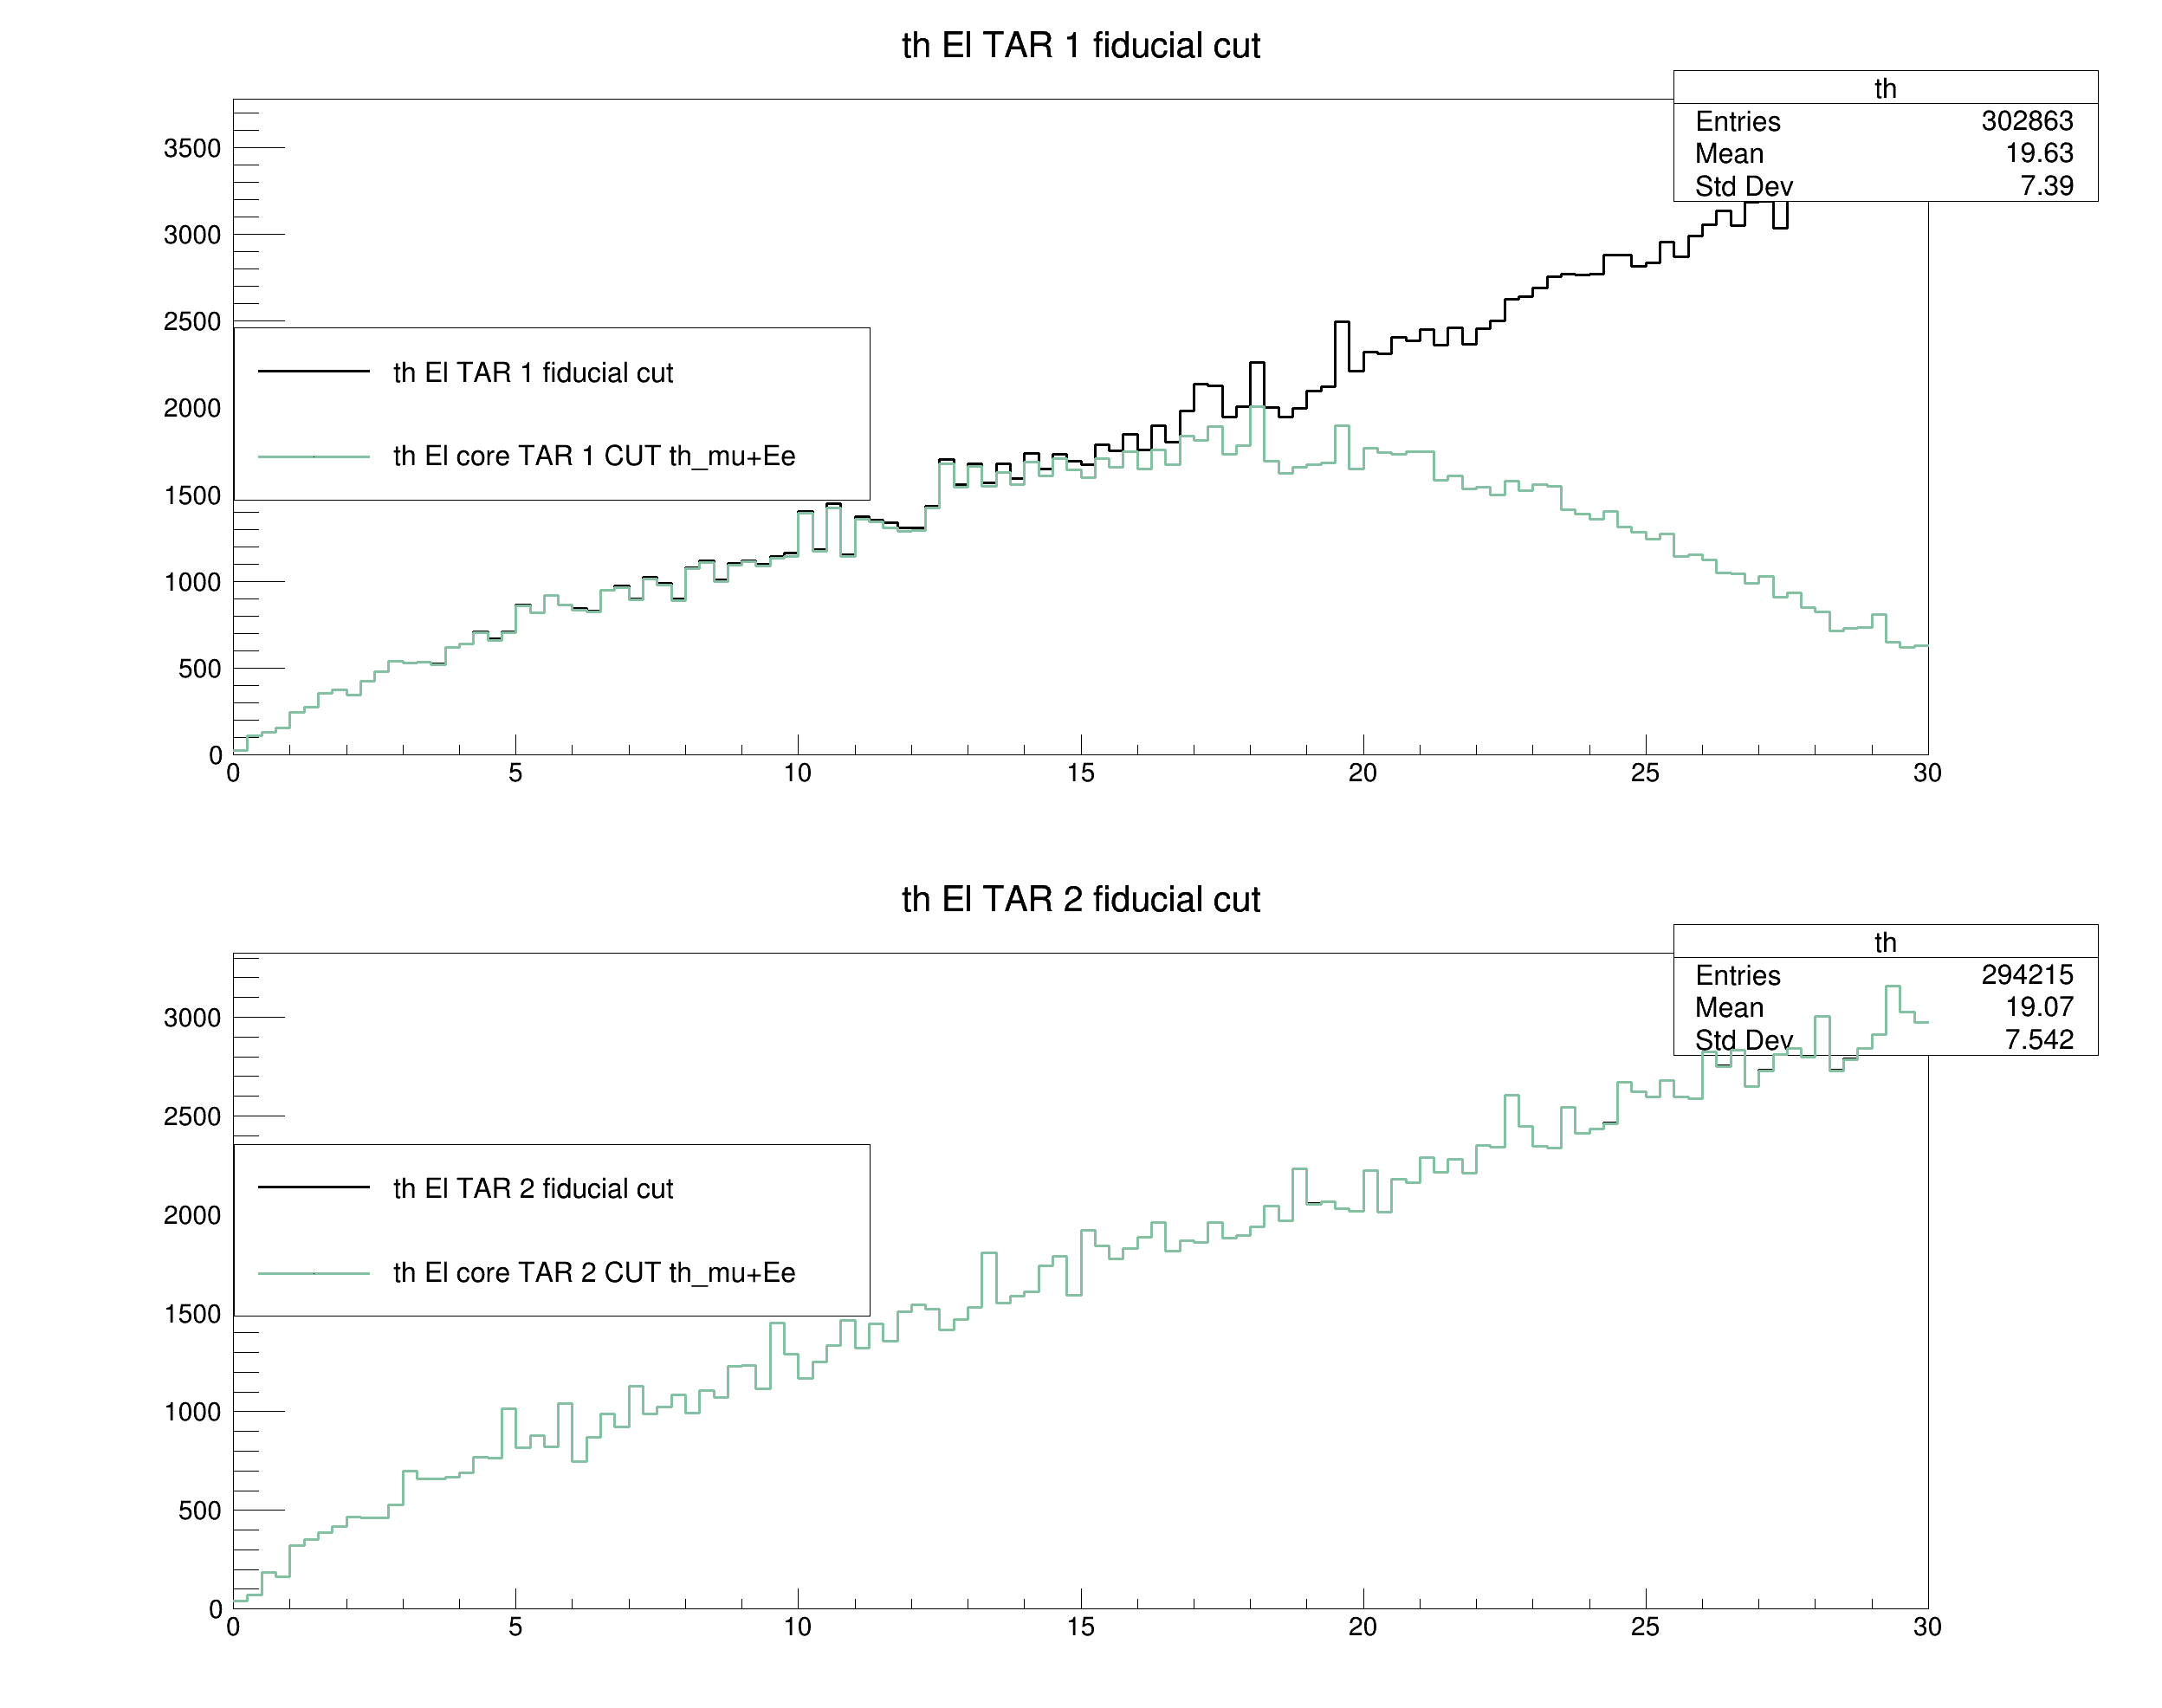 th El TAR 1 fiducial cut
th
Entries 302863
Mean 19.63
Std Dev 7.39
3500
3000
2500
2000
1500
1000
500
0
th El TAR 1 fiducial cut
th El core TAR 1 CUT th_mu+Ee
0 5 10 15 20 25 30
th El TAR 2 fiducial cut
th
Entries 294215
Mean 19.07
Std Dev 7.542
3000
2500
2000
1500
1000
500
0
th El TAR 2 fiducial cut
th El core TAR 2 CUT th_mu+Ee
0 5 10 15 20 25 30